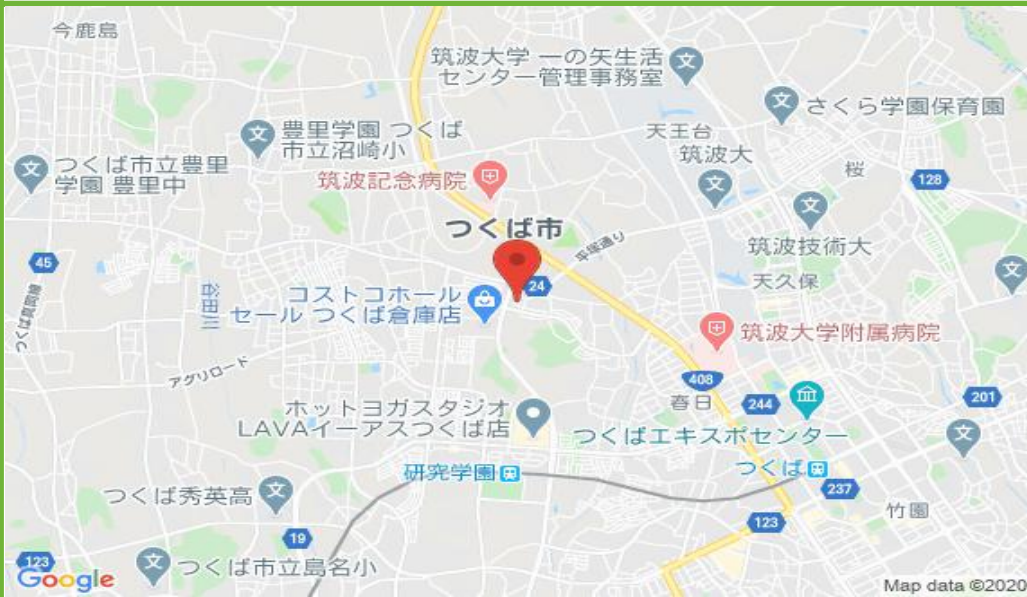 今鹿島
筑波大学 一の矢生活
センター管理事務室
さくら学園保育園
豊里学園 つくば
市立沼崎小
天王台
筑波大
つくば市立豊里
学園 豊里中
筑波記念病院
桜
128
つくば市
平塚通り
筑波技術大
45
谷田川
24
天久保
コストコホール
セール つくば倉庫店
つくば真岡線
筑波大学附属病院
アグリロード
408
春日
244
201
ホットヨガスタジオ
LAVAイーアスつくば店
つくばエキスポセンター
研究学園
つくば
237
つくば秀英高
竹園
123
19
123
つくば市立島名小
Google
Map data ©2020